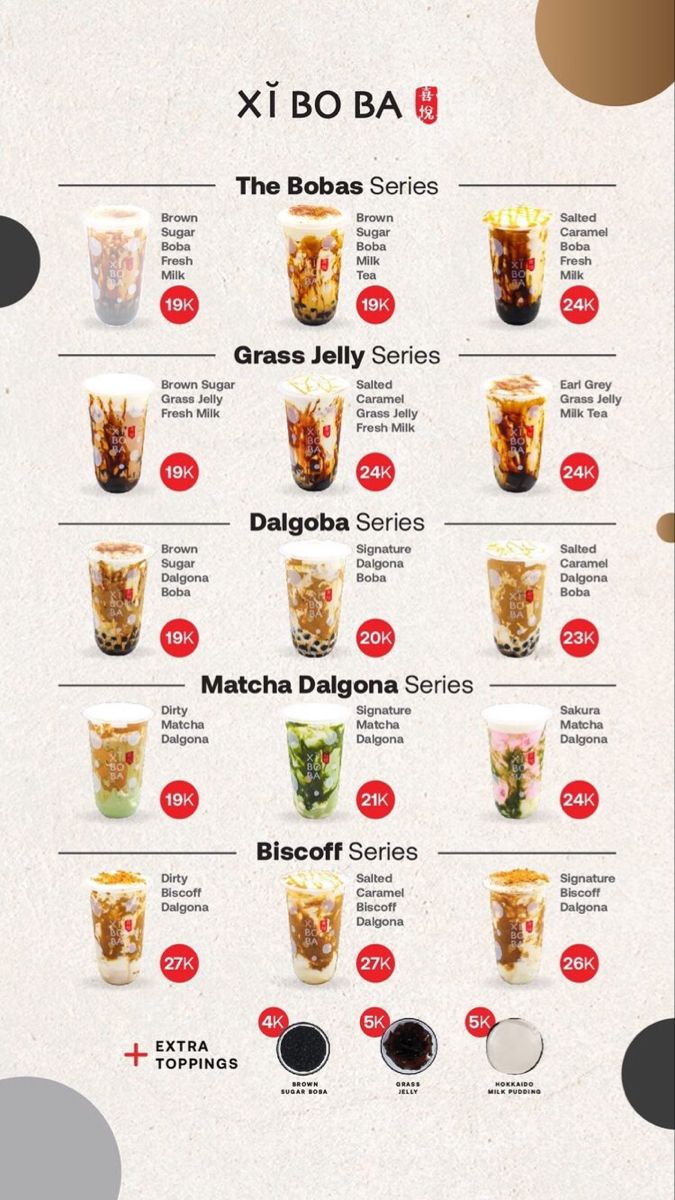 XǏ BO BA 喜悅
The Bobas Series
Brown
Sugar
Boba
Fresh
Milk
19K
Brown
Sugar
Boba
Milk
Tea
19K
Salted
Caramel
Boba
Fresh
Milk
24K
Grass Jelly Series
Brown Sugar
Grass Jelly
Fresh Milk
19K
Salted
Caramel
Grass Jelly
Fresh Milk
24K
Earl Grey
Grass Jelly
Milk Tea
24K
Dalgoba Series
Brown
Sugar
Dalgona
Boba
19K
Signature
Dalgona
Boba
20K
Salted
Caramel
Dalgona
Boba
23K
Matcha Dalgona Series
Dirty
Matcha
Dalgona
19K
Signature
Matcha
Dalgona
21K
Sakura
Matcha
Dalgona
24K
Biscoff Series
Dirty
Biscoff
Dalgona
27K
Salted
Caramel
Biscoff
Dalgona
27K
Signature
Biscoff
Dalgona
26K
+ EXTRA
TOPPINGS
4K
BROWN
SUGAR BOBA
5K
GRASS
JELLY
5K
HOKKAIDO
MILK PUDDING